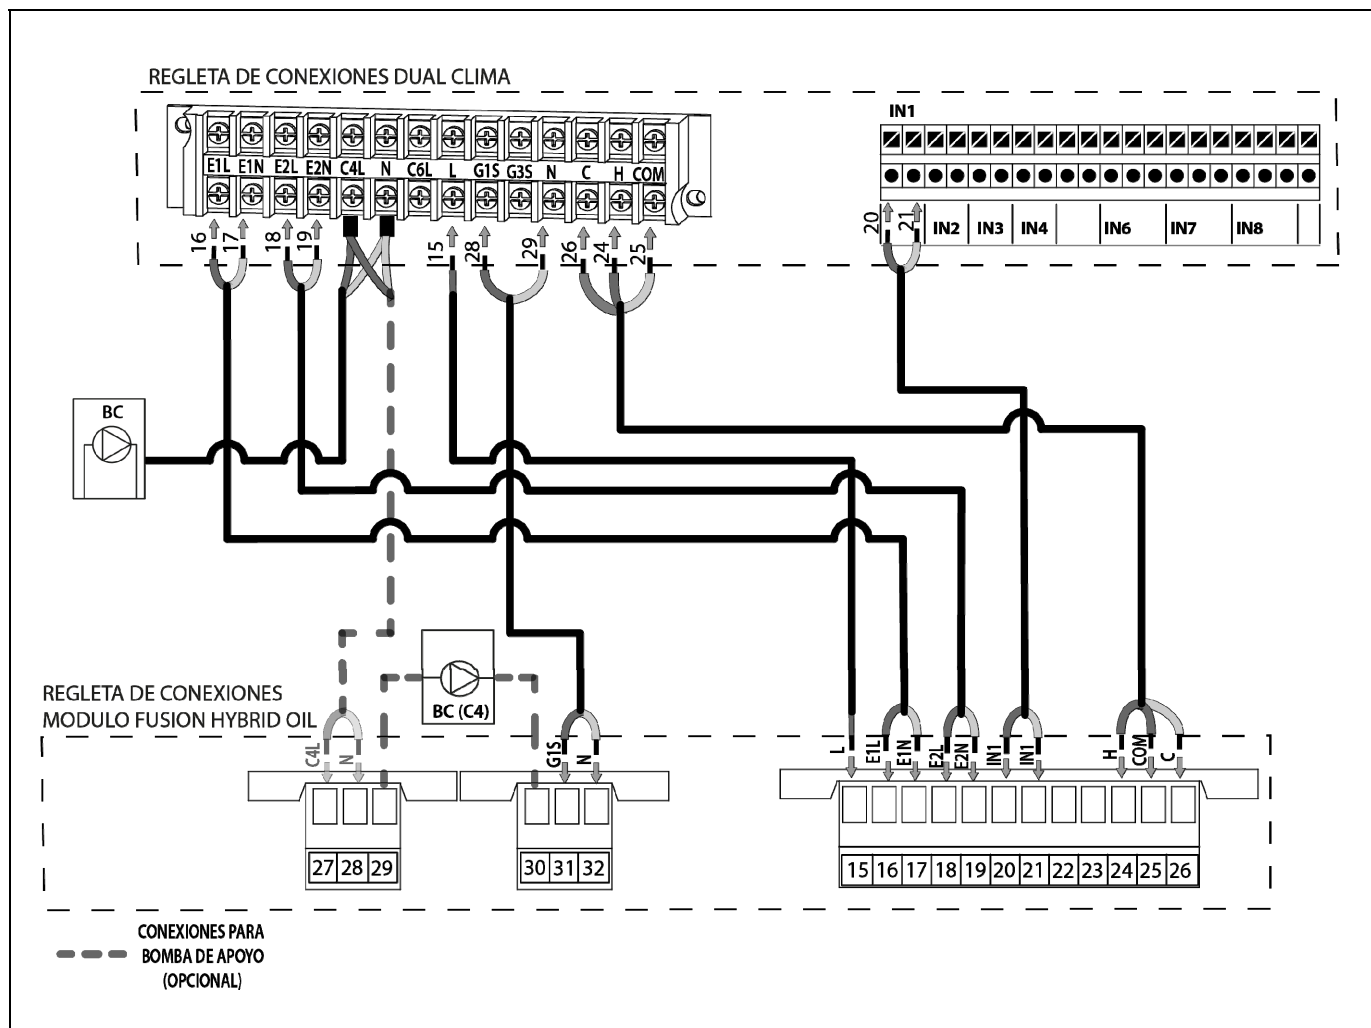 REGLETA DE CONEXIONES DUAL CLIMA
IN1
E1L E1N E2L E2N C4L N C6L L G1S G3S N C H COM
16 17 18 19 15 28 29 26 24 25
20 21 IN2 IN3 IN4 IN6 IN7 IN8
BC
BC (C4)
REGLETA DE CONEXIONES
MODULO FUSION HYBRID OIL
C4L N G1S N L E1L E1N E2L E2N IN1 IN1 H COM C
27 28 29 30 31 32 15 16 17 18 19 20 21 22 23 24 25 26
CONEXIONES PARA
BOMBA DE APOYO
(OPCIONAL)